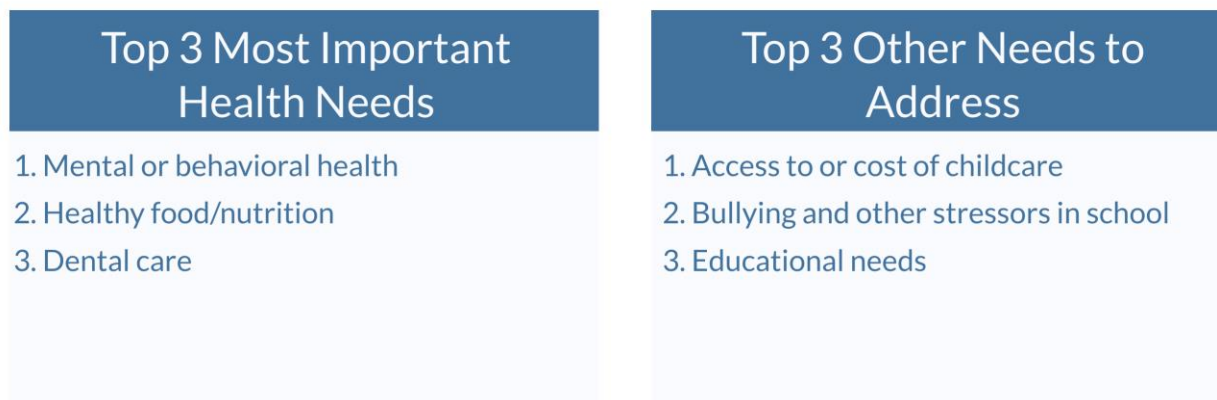 Top 3 Most Important
Health Needs
1. Mental or behavioral health
2. Healthy food/nutrition
3. Dental care
Top 3 Other Needs to
Address
1. Access to or cost of childcare
2. Bullying and other stressors in school
3. Educational needs